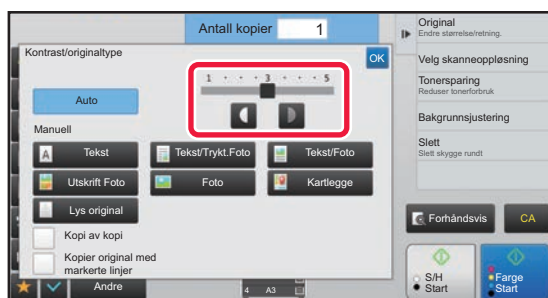 Antall kopier 1
Kontrast/originaltype
OK
1 · · 3 · · 5
Auto
Manuell
Tekst
Tekst/Trykt.Foto
Tekst/Foto
Utskrift Foto
Foto
Kartlegge
Lys original
Kopi av kopi
Kopier original med
markerte linjer
Andre
4 A3
Original
Endre størrelse/retning.
Velg skanneoppløsning
Tonersparing
Reduser tonerforbruk
Bakgrunnsjustering
Slett
Slett skygge rundt
Forhåndsvis
CA
S/H
Start
Farge
Start